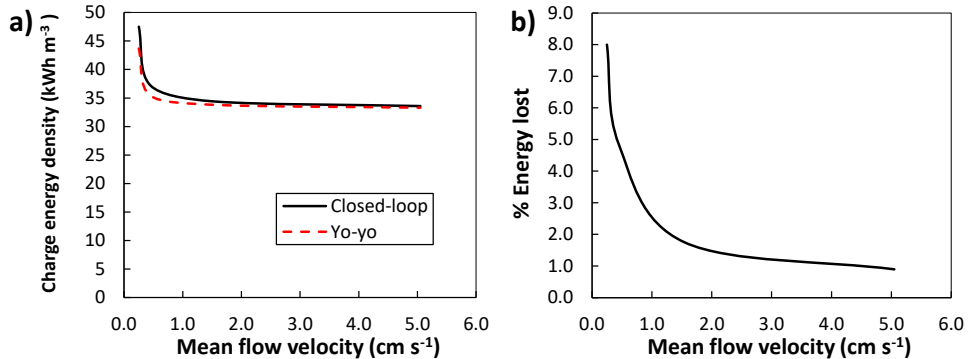 a)
Charge energy density (kWh m⁻³)
50
45
40
35
30
25
20
15
10
5
0
Closed-loop
Yo-yo
0.0 1.0 2.0 3.0 4.0 5.0 6.0
Mean flow velocity (cm s⁻¹)
b)
% Energy lost
9.0
8.0
7.0
6.0
5.0
4.0
3.0
2.0
1.0
0.0
0.0 1.0 2.0 3.0 4.0 5.0 6.0
Mean flow velocity (cm s⁻¹)